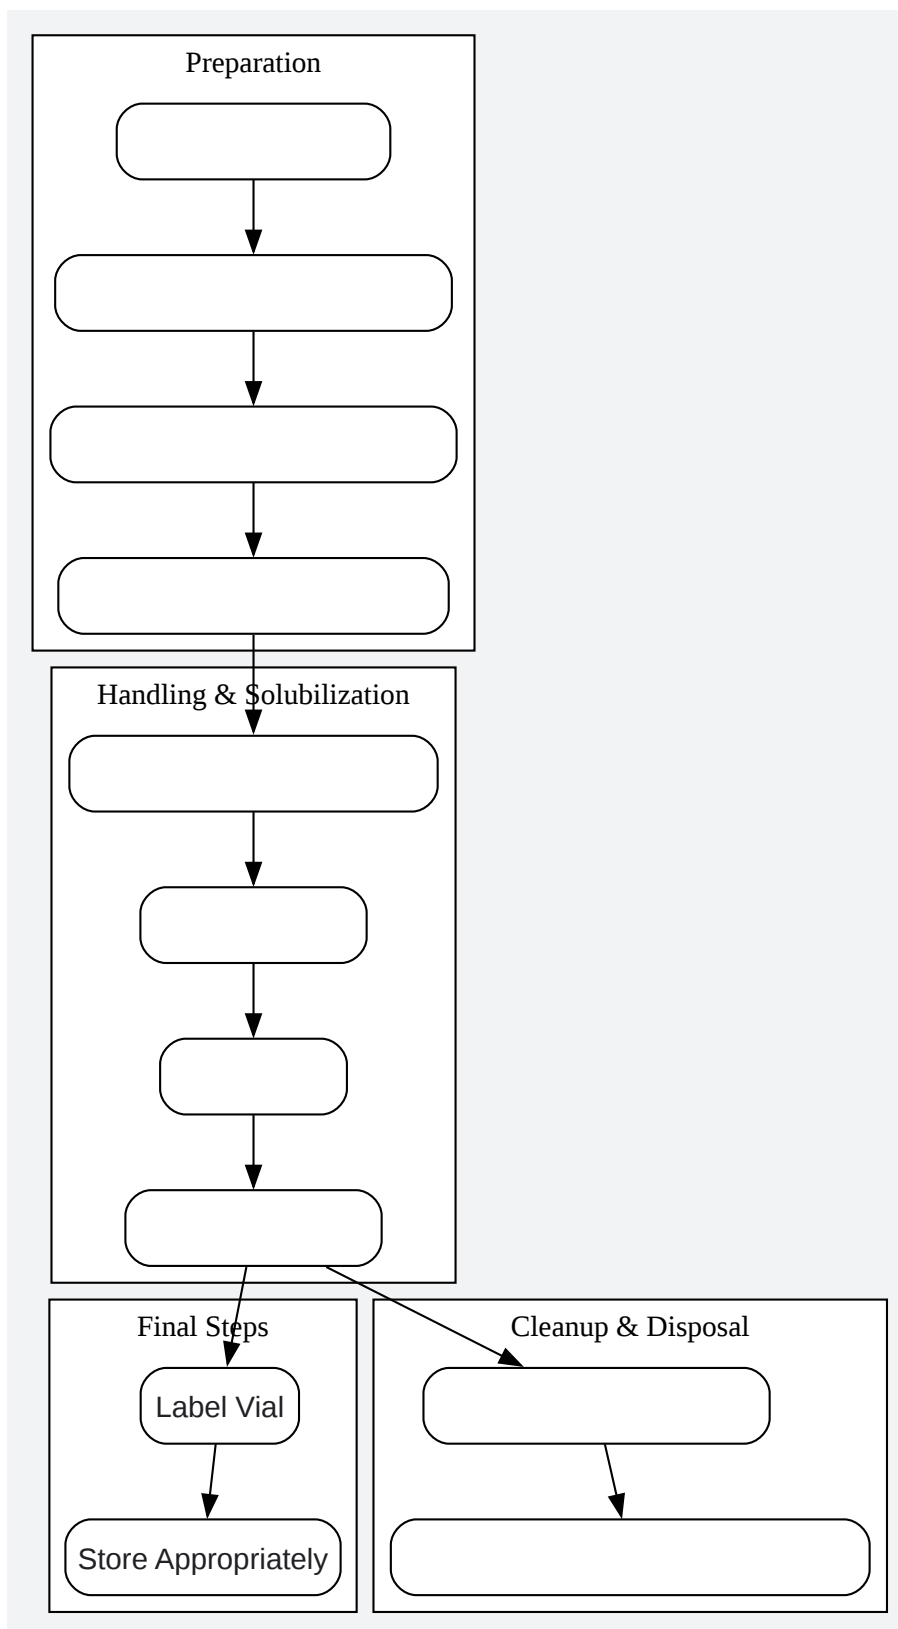 Preparation
Handling & Solubilization
Final Steps
Cleanup & Disposal
Label Vial
Store Appropriately